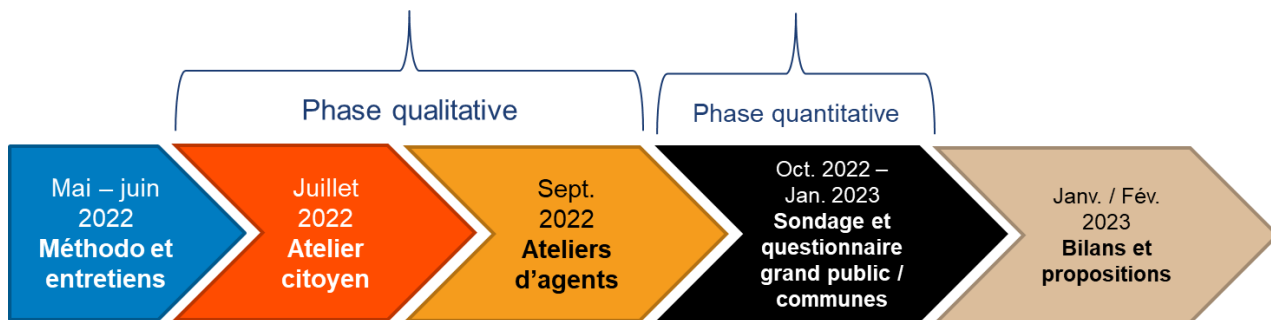 Phase qualitative
Phase quantitative
Mai – juin
2022
Méthodo et
entretiens
Juillet
2022
Atelier
citoyen
Sept.
2022
Ateliers
d’agents
Oct. 2022 –
Jan. 2023
Sondage et
questionnaire
grand public /
communes
Janv. / Fév.
2023
Bilans et
propositions